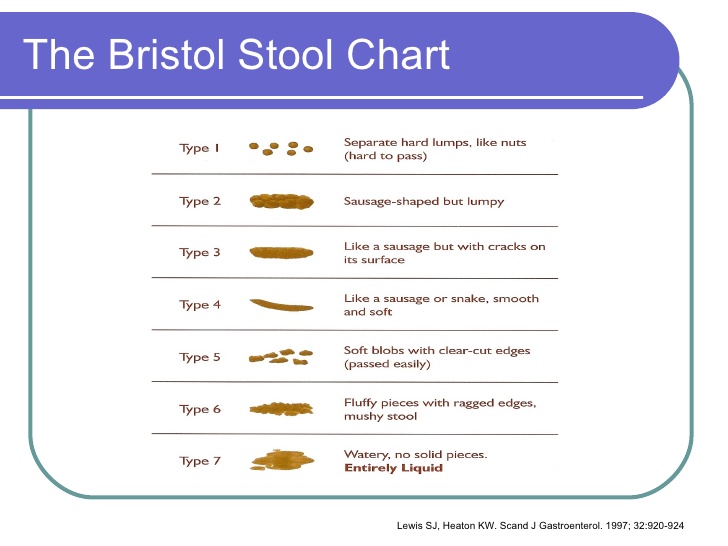 The Bristol Stool Chart
Type 1
Separate hard lumps, like nuts
(hard to pass)
Type 2
Sausage-shaped but lumpy
Type 3
Like a sausage but with cracks on
its surface
Type 4
Like a sausage or snake, smooth
and soft
Type 5
Soft blobs with clear-cut edges
(passed easily)
Type 6
Fluffy pieces with ragged edges,
mushy stool
Type 7
Watery, no solid pieces.
Entirely Liquid
Lewis SJ, Heaton KW. Scand J Gastroenterol. 1997; 32:920-924